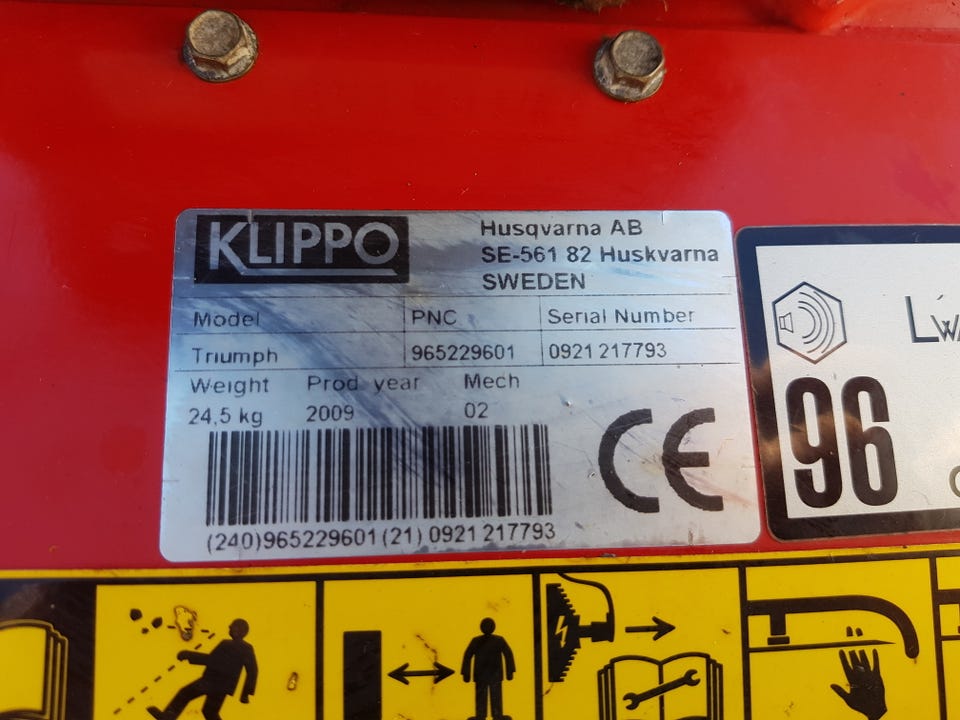 KLIPPO
Husqvarna AB
SE-561 82 Huskvarna
SWEDEN
Model PNC Serial Number
Triumph 965229601 0921 217793
Weight Prod year Mech
24,5 kg 2009 02
CE
(240)965229601(21) 0921 217793
96